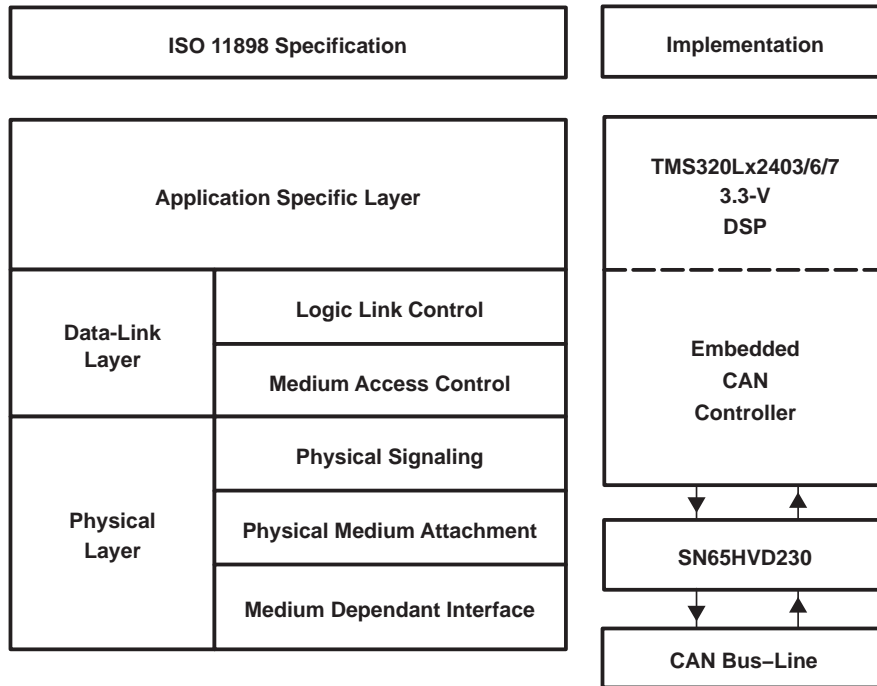 ISO 11898 Specification
Implementation
Application Specific Layer
TMS320Lx2403/6/7
3.3-V
DSP
Data-Link
Layer
Logic Link Control
Medium Access Control
Embedded
CAN
Controller
Physical
Layer
Physical Signaling
Physical Medium Attachment
Medium Dependant Interface
SN65HVD230
CAN Bus–Line